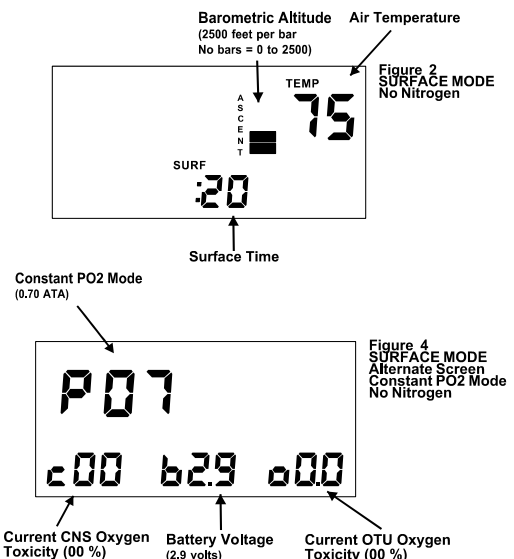 Barometric Altitude
(2500 feet per bar
No bars = 0 to 2500)
Air Temperature
Figure 2
SURFACE MODE
No Nitrogen
TEMP
75
ASCENT
SURF
:20
Surface Time
Constant PO2 Mode
(0.70 ATA)
Figure 4
SURFACE MODE
Alternate Screen
Constant PO2 Mode
No Nitrogen
P07
c00 b2.9 o0.0
Current CNS Oxygen
Toxicity (00 %)
Battery Voltage
(2.9 volts)
Current OTU Oxygen
Toxicity (00 %)